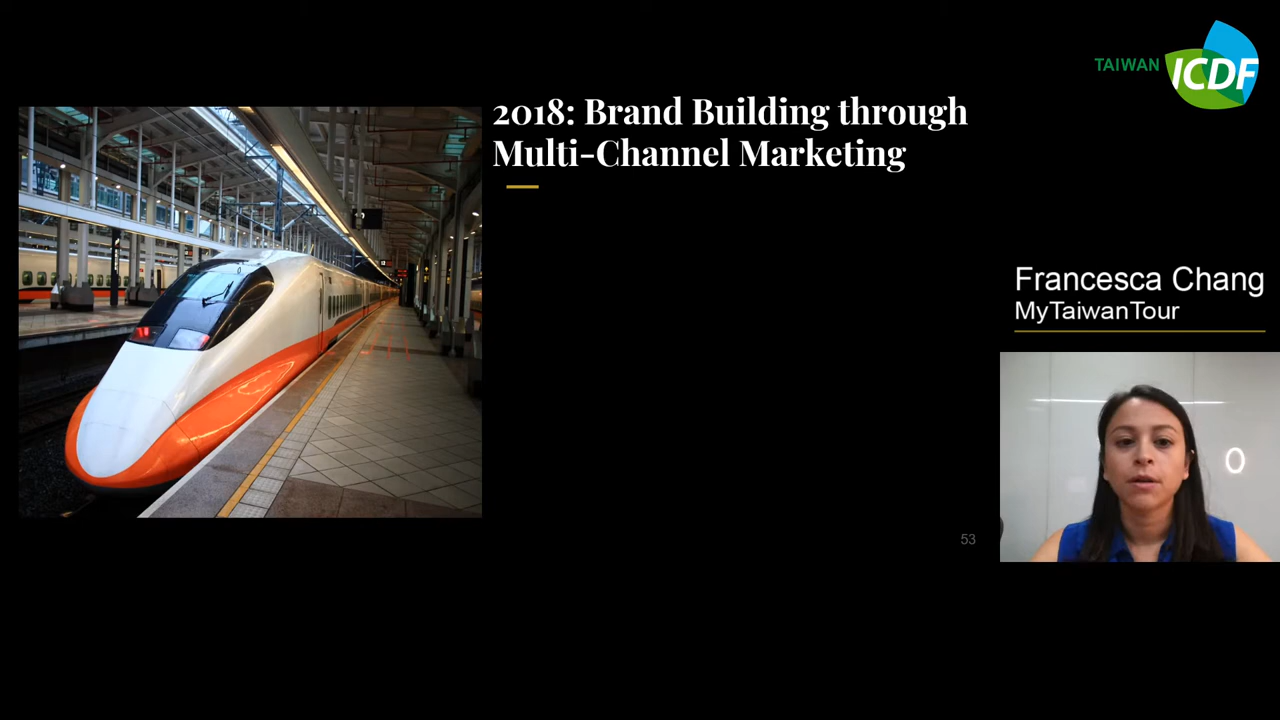 TAIWAN ICDF
2018: Brand Building through
Multi-Channel Marketing
Francesca Chang
MyTaiwanTour
53